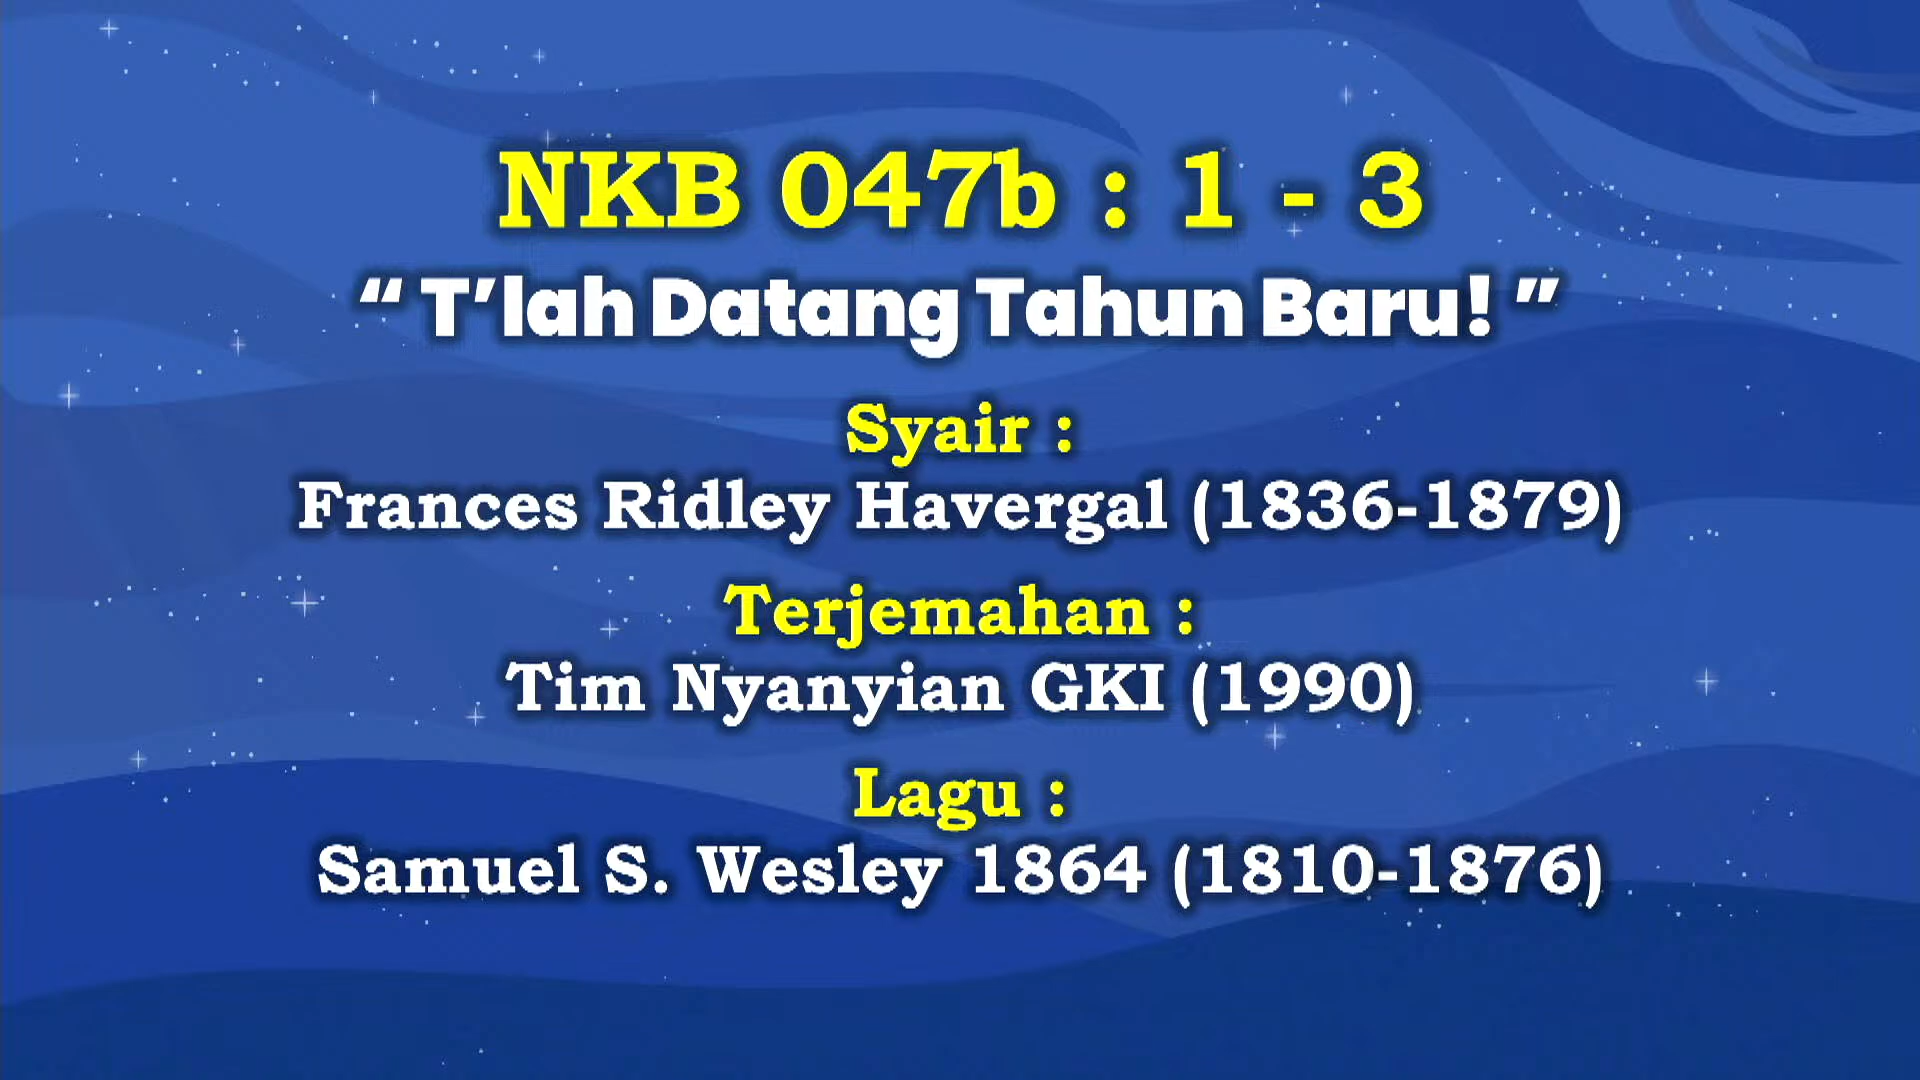 NKB 047b : 1 - 3
“ T’lah Datang Tahun Baru! ”
Syair :
Frances Ridley Havergal (1836-1879)
Terjemahan :
Tim Nyanyian GKI (1990)
Lagu :
Samuel S. Wesley 1864 (1810-1876)